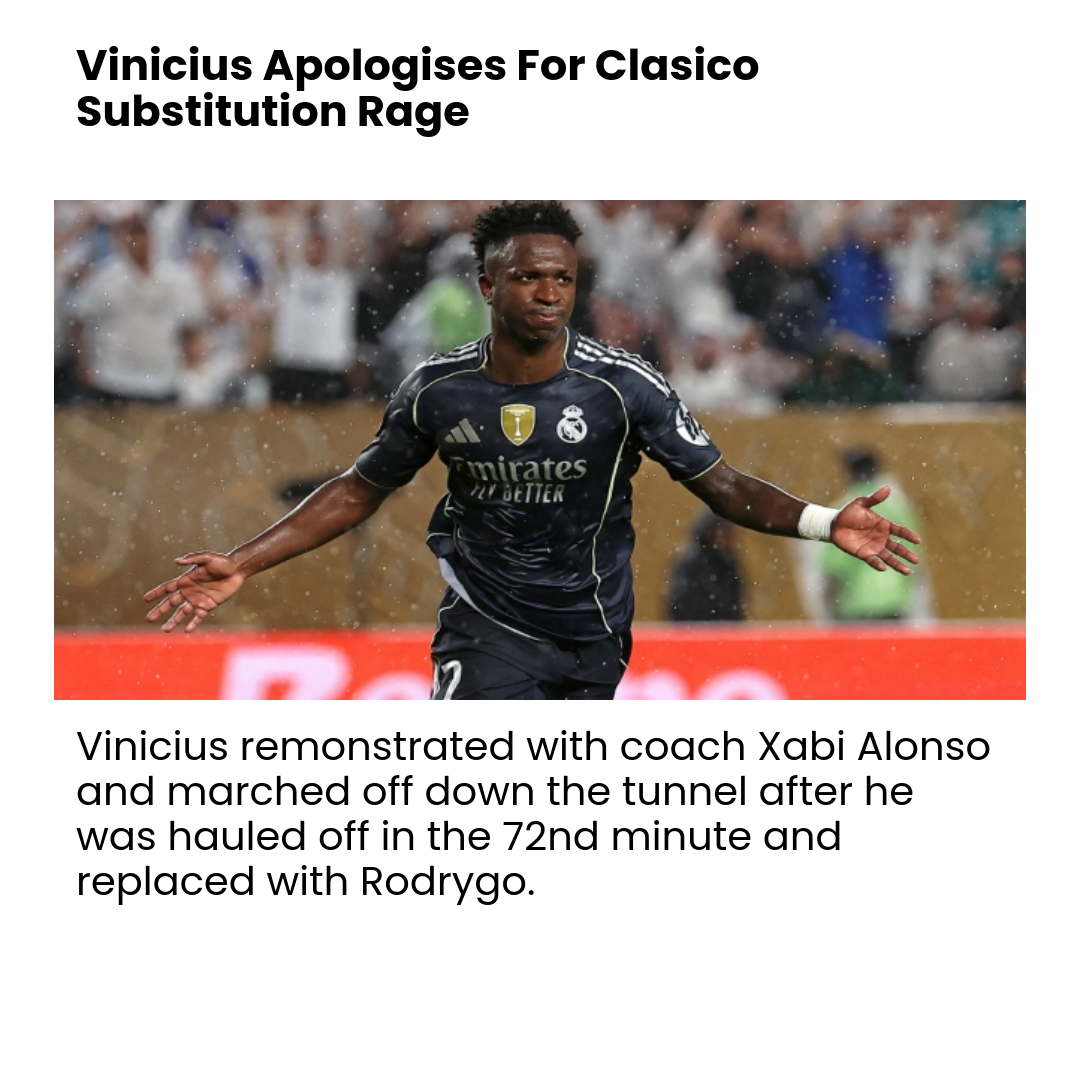 Vinicius Apologises For Clasico
Substitution Rage
Emirates
FLY BETTER
Vinicius remonstrated with coach Xabi Alonso
and marched off down the tunnel after he
was hauled off in the 72nd minute and
replaced with Rodrygo.